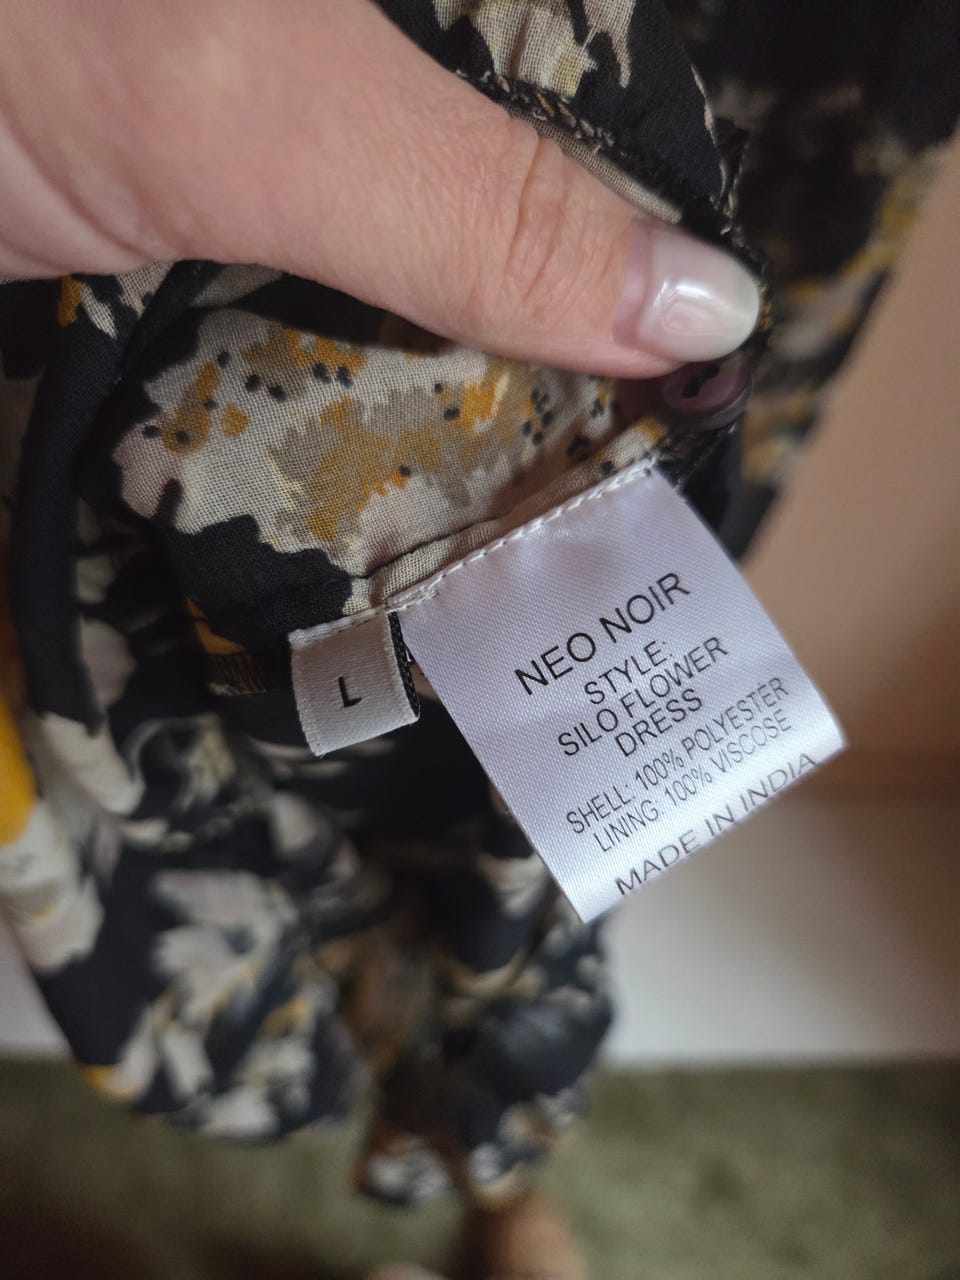 L
NEO NOIR
STYLE:
SILO FLOWER
DRESS
SHELL: 100% POLYESTER
LINING: 100% VISCOSE
MADE IN INDIA